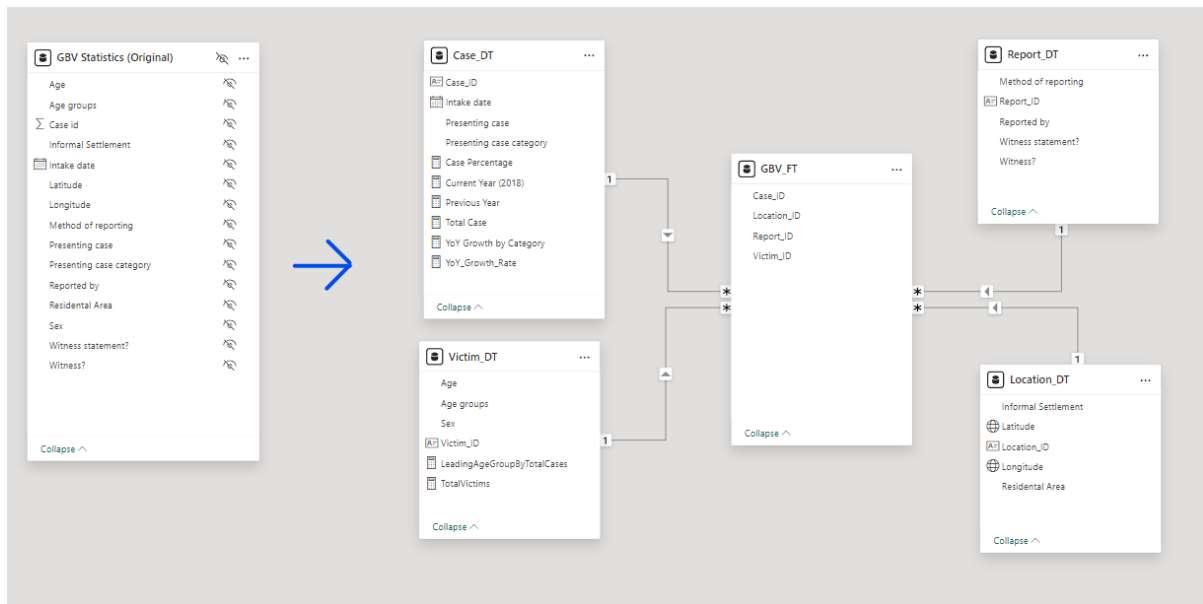 GBV Statistics (Original)
Age
Age groups
Case id
Informal Settlement
Intake date
Latitude
Longitude
Method of reporting
Presenting case
Presenting case category
Reported by
Residental Area
Sex
Witness statement?
Witness?
Collapse
Case_DT
Case_ID
Intake date
Presenting case
Presenting case category
Case Percentage
Current Year (2018)
Previous Year
Total Case
YoY Growth by Category
YoY_Growth_Rate
Collapse
1
Victim_DT
Age
Age groups
Sex
Victim_ID
LeadingAgeGroupByTotalCases
TotalVictims
Collapse
1
GBV_FT
Case_ID
Location_ID
Report_ID
Victim_ID
Collapse
*
*
*
*
Report_DT
Method of reporting
Report_ID
Reported by
Witness statement?
Witness?
Collapse
1
1
Location_DT
Informal Settlement
Latitude
Location_ID
Longitude
Residental Area
Collapse